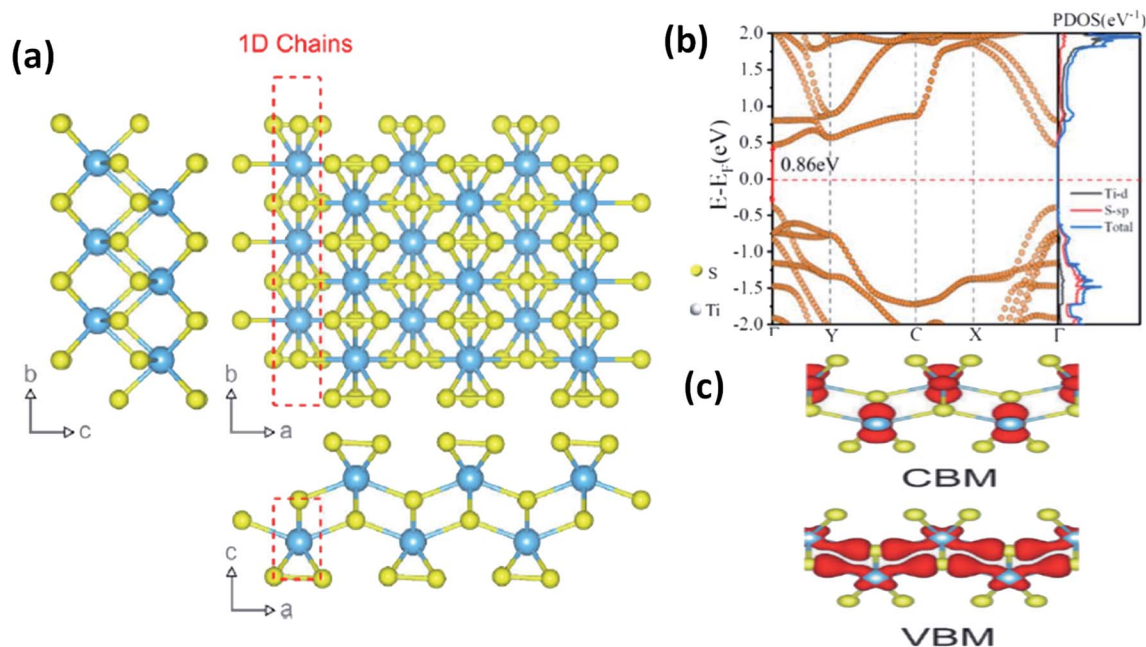 (a)
1D Chains
b
c
b
a
c
a
S
Ti
(b)
PDOS(eV⁻¹)
E-E_F(eV)
2.0
1.5
1.0
0.5
0.0
-0.5
-1.0
-1.5
-2.0
0.86eV
Ti-d
S-sp
Total
Γ Y C X Γ
(c)
CBM
VBM